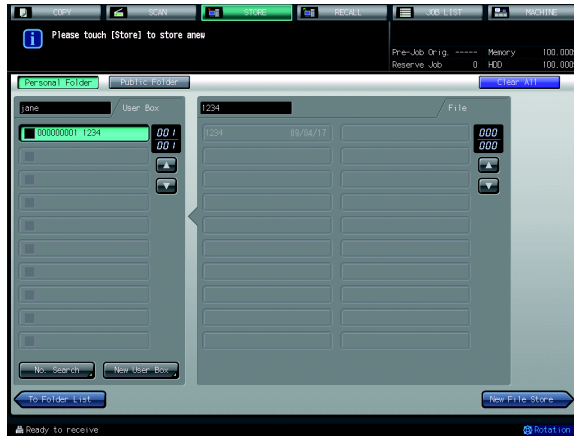 COPY SCAN STORE RECALL JOB LIST MACHINE
Please touch [Store] to store anew
Pre-Job Orig. ----- Memory 100.000%
Reserve Job 0 HDD 100.000%
Personal Folder Public Folder Clear All
jane User Box 1234 File
000000001 1234 001 1234 09/04/17 000
001 000
No. Search New User Box
To Folder List New File Store
Ready to receive Rotation